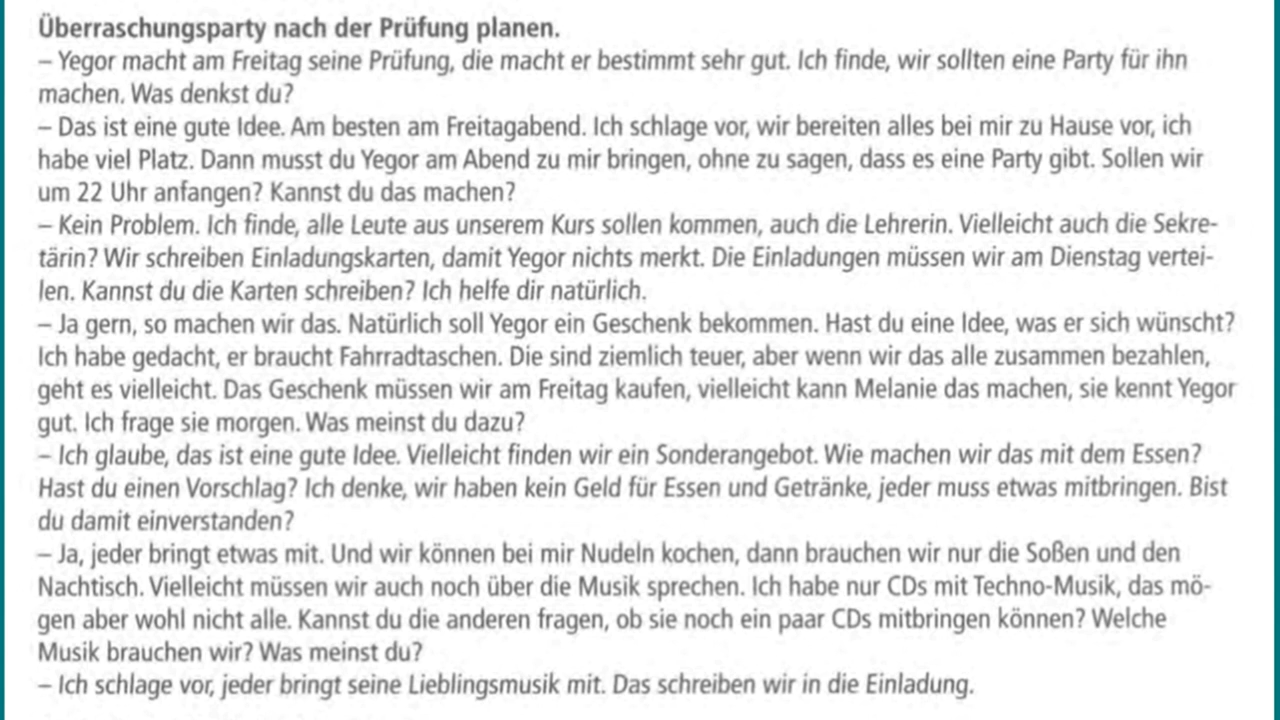 Überraschungsparty nach der Prüfung planen.
– Yegor macht am Freitag seine Prüfung, die macht er bestimmt sehr gut. Ich finde, wir sollten eine Party für ihn
machen. Was denkst du?
– Das ist eine gute Idee. Am besten am Freitagabend. Ich schlage vor, wir bereiten alles bei mir zu Hause vor, ich
habe viel Platz. Dann musst du Yegor am Abend zu mir bringen, ohne zu sagen, dass es eine Party gibt. Sollen wir
um 22 Uhr anfangen? Kannst du das machen?
– Kein Problem. Ich finde, alle Leute aus unserem Kurs sollen kommen, auch die Lehrerin. Vielleicht auch die Sekre-
tärin? Wir schreiben Einladungskarten, damit Yegor nichts merkt. Die Einladungen müssen wir am Dienstag vertei-
len. Kannst du die Karten schreiben? Ich helfe dir natürlich.
– Ja gern, so machen wir das. Natürlich soll Yegor ein Geschenk bekommen. Hast du eine Idee, was er sich wünscht?
Ich habe gedacht, er braucht Fahrradtaschen. Die sind ziemlich teuer, aber wenn wir das alle zusammen bezahlen,
geht es vielleicht. Das Geschenk müssen wir am Freitag kaufen, vielleicht kann Melanie das machen, sie kennt Yegor
gut. Ich frage sie morgen. Was meinst du dazu?
– Ich glaube, das ist eine gute Idee. Vielleicht finden wir ein Sonderangebot. Wie machen wir das mit dem Essen?
Hast du einen Vorschlag? Ich denke, wir haben kein Geld für Essen und Getränke, jeder muss etwas mitbringen. Bist
du damit einverstanden?
– Ja, jeder bringt etwas mit. Und wir können bei mir Nudeln kochen, dann brauchen wir nur die Soßen und den
Nachtisch. Vielleicht müssen wir auch noch über die Musik sprechen. Ich habe nur CDs mit Techno-Musik, das mö-
gen aber wohl nicht alle. Kannst du die anderen fragen, ob sie noch ein paar CDs mitbringen können? Welche
Musik brauchen wir? Was meinst du?
– Ich schlage vor, jeder bringt seine Lieblingsmusik mit. Das schreiben wir in die Einladung.